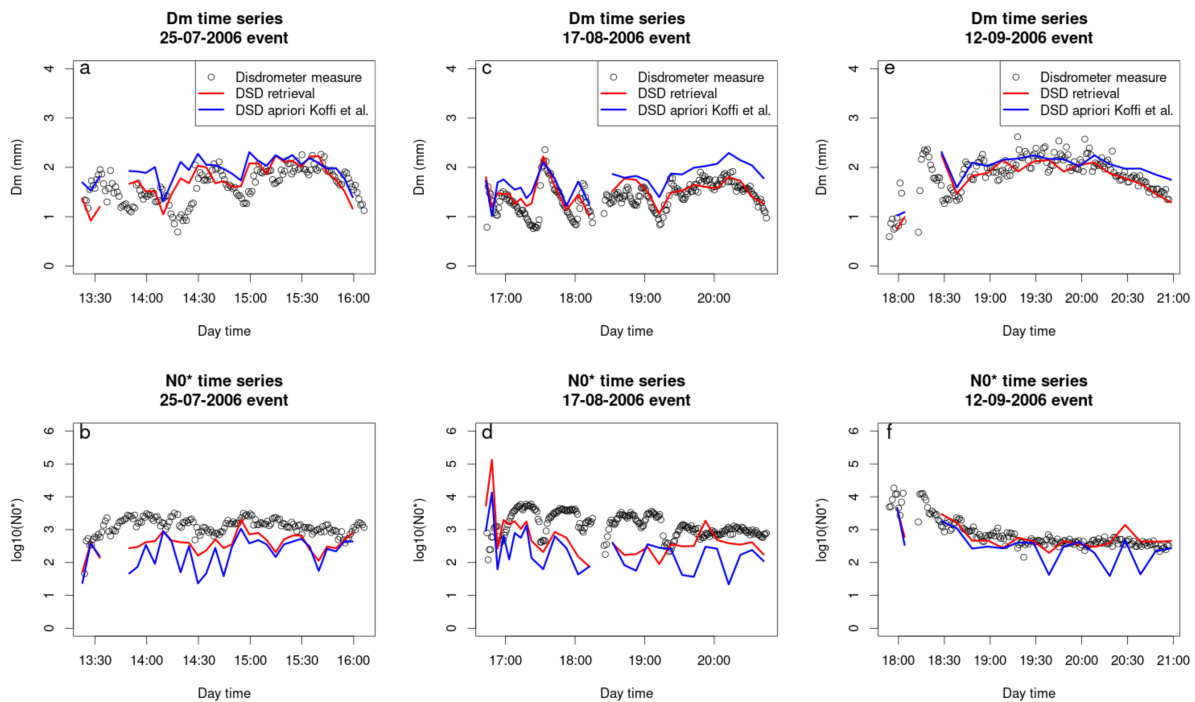 Dm time series
25-07-2006 event
a
Disdrometer measure
DSD retrieval
DSD apriori Koffi et al.
Dm (mm)
0 1 2 3 4
13:30 14:00 14:30 15:00 15:30 16:00
Day time
Dm time series
17-08-2006 event
c
Disdrometer measure
DSD retrieval
DSD apriori Koffi et al.
Dm (mm)
0 1 2 3 4
17:00 18:00 19:00 20:00
Day time
Dm time series
12-09-2006 event
e
Disdrometer measure
DSD retrieval
DSD apriori Koffi et al.
Dm (mm)
0 1 2 3 4
18:00 18:30 19:00 19:30 20:00 20:30 21:00
Day time
N0* time series
25-07-2006 event
b
log10(N0*)
0 1 2 3 4 5 6
13:30 14:00 14:30 15:00 15:30 16:00
Day time
N0* time series
17-08-2006 event
d
log10(N0*)
0 1 2 3 4 5 6
17:00 18:00 19:00 20:00
Day time
N0* time series
12-09-2006 event
f
log10(N0*)
0 1 2 3 4 5 6
18:00 18:30 19:00 19:30 20:00 20:30 21:00
Day time